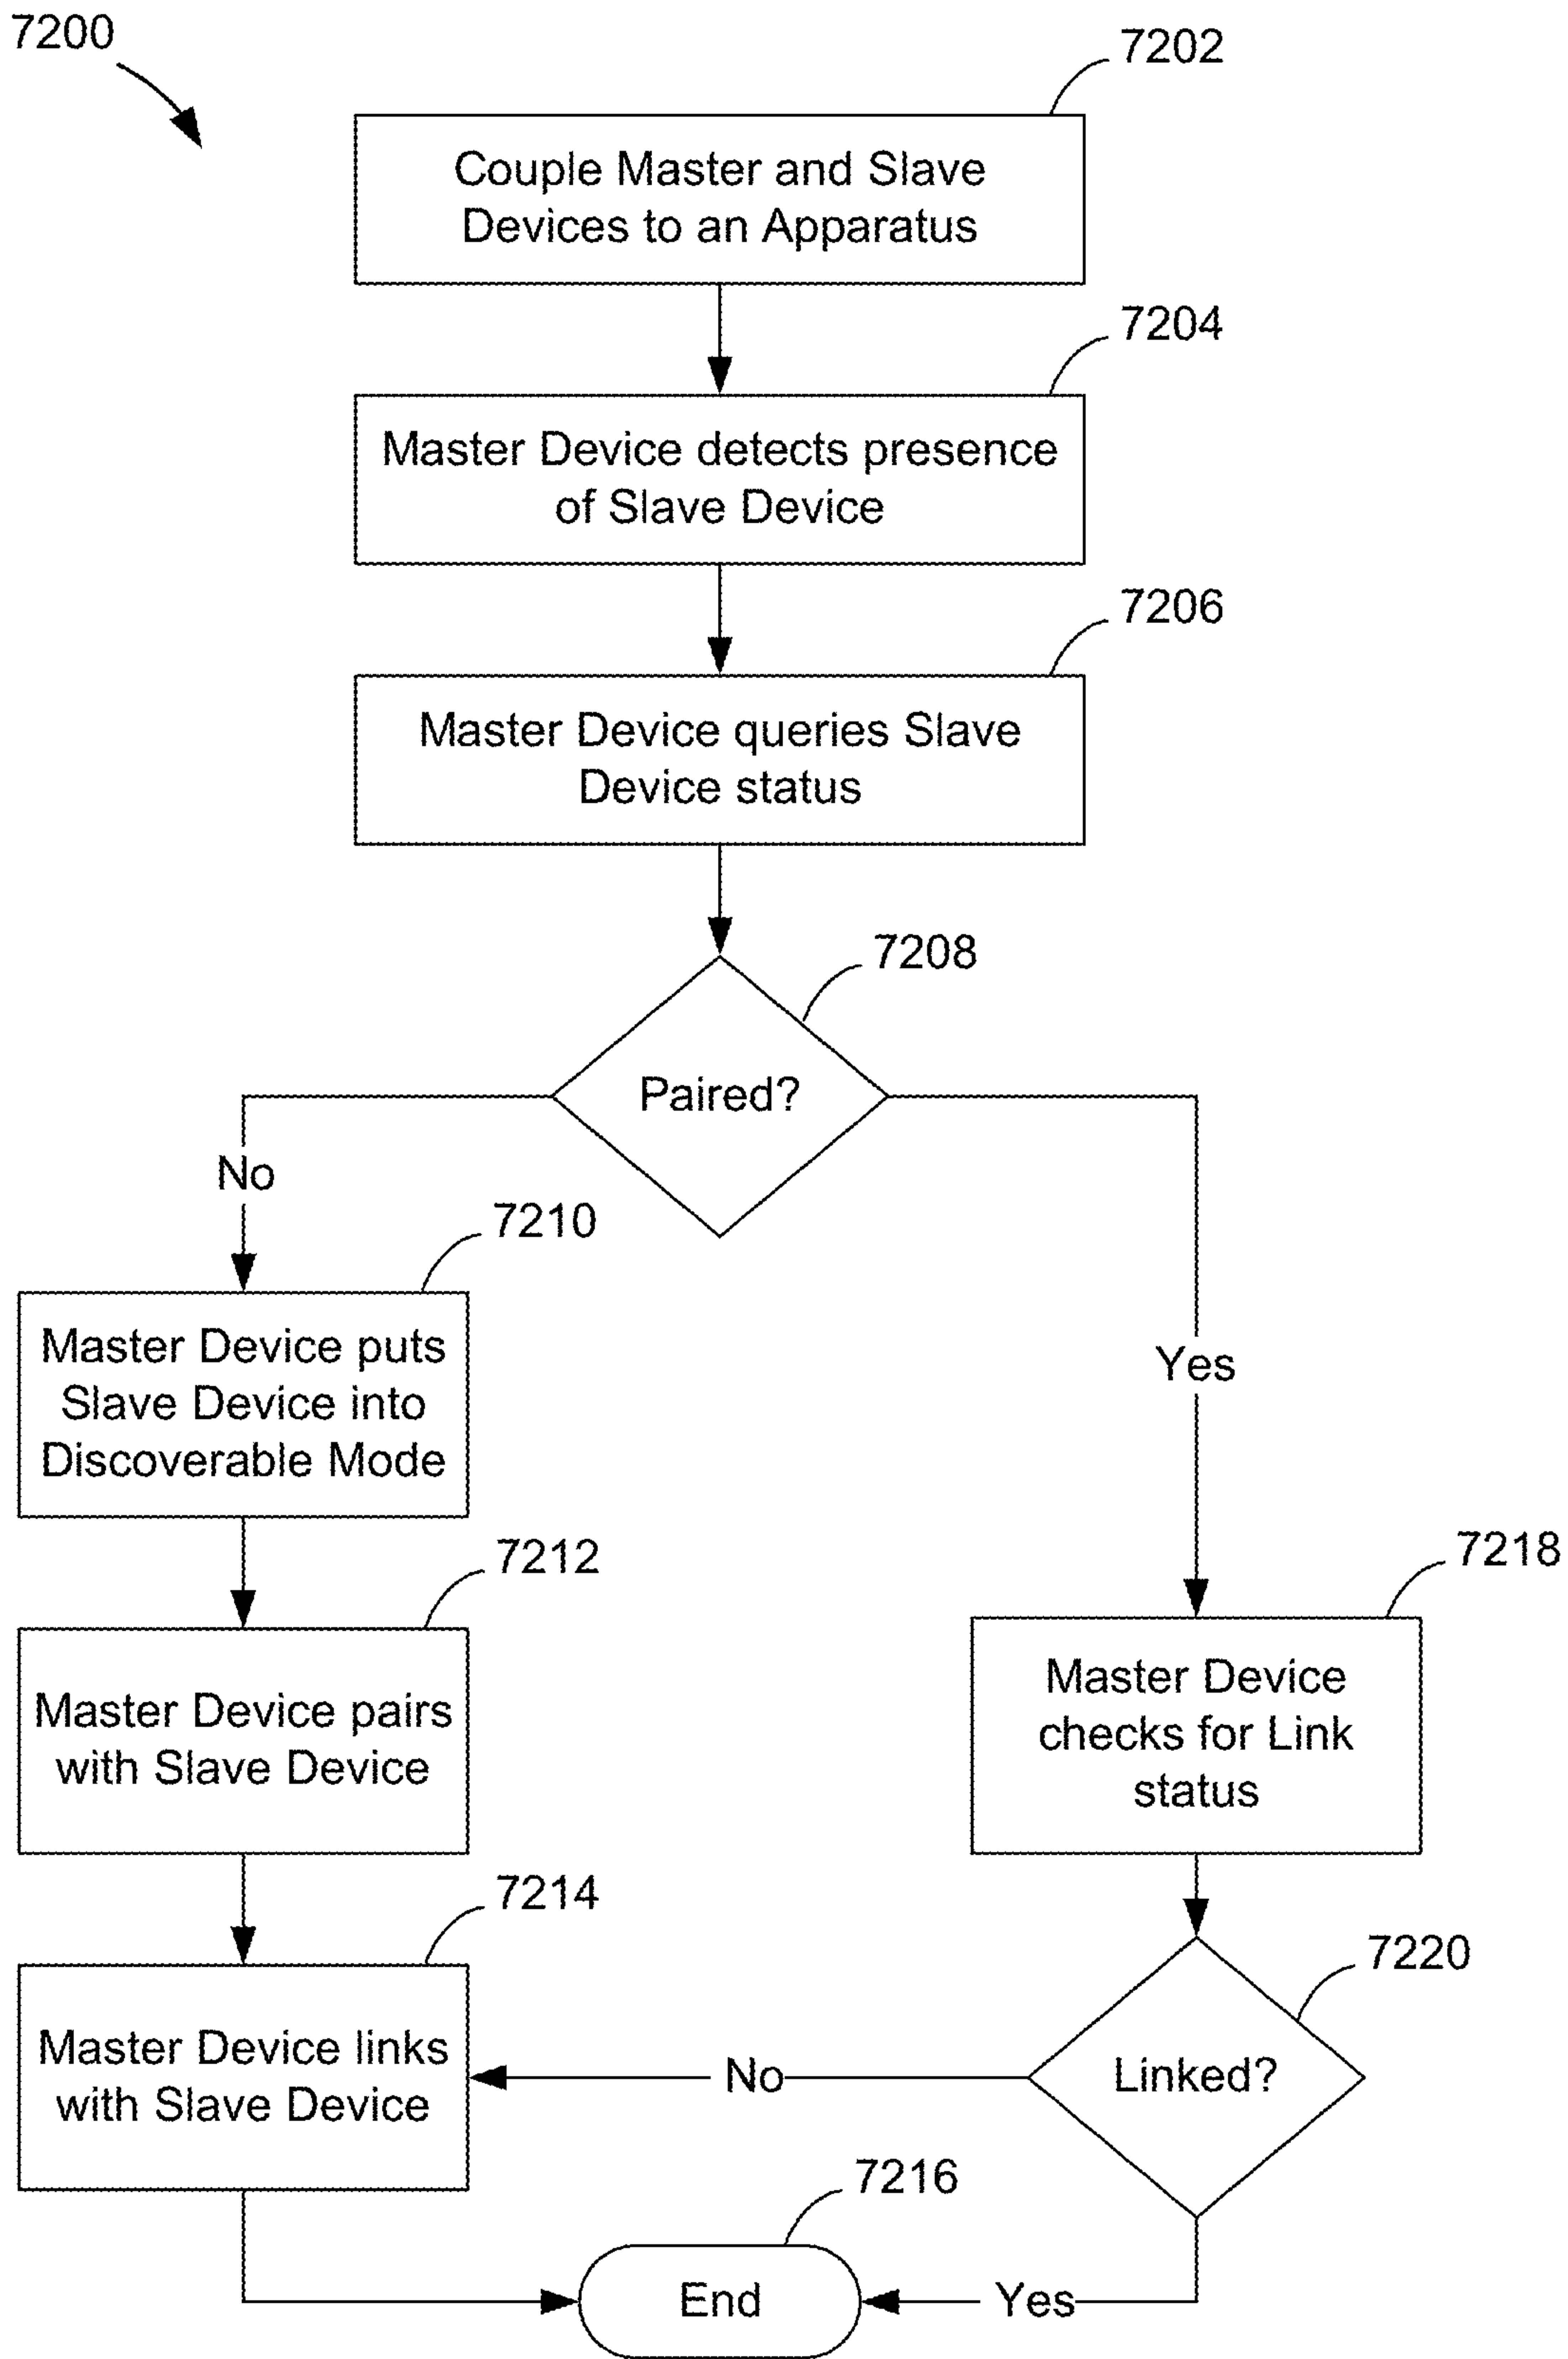 7200
7202
Couple Master and Slave
Devices to an Apparatus
7204
Master Device detects presence
of Slave Device
7206
Master Device queries Slave
Device status
7208
Paired?
No
Yes
7210
Master Device puts
Slave Device into
Discoverable Mode
7212
Master Device pairs
with Slave Device
7218
Master Device
checks for Link
status
7214
Master Device links
with Slave Device
7220
Linked?
No
7216
End
Yes